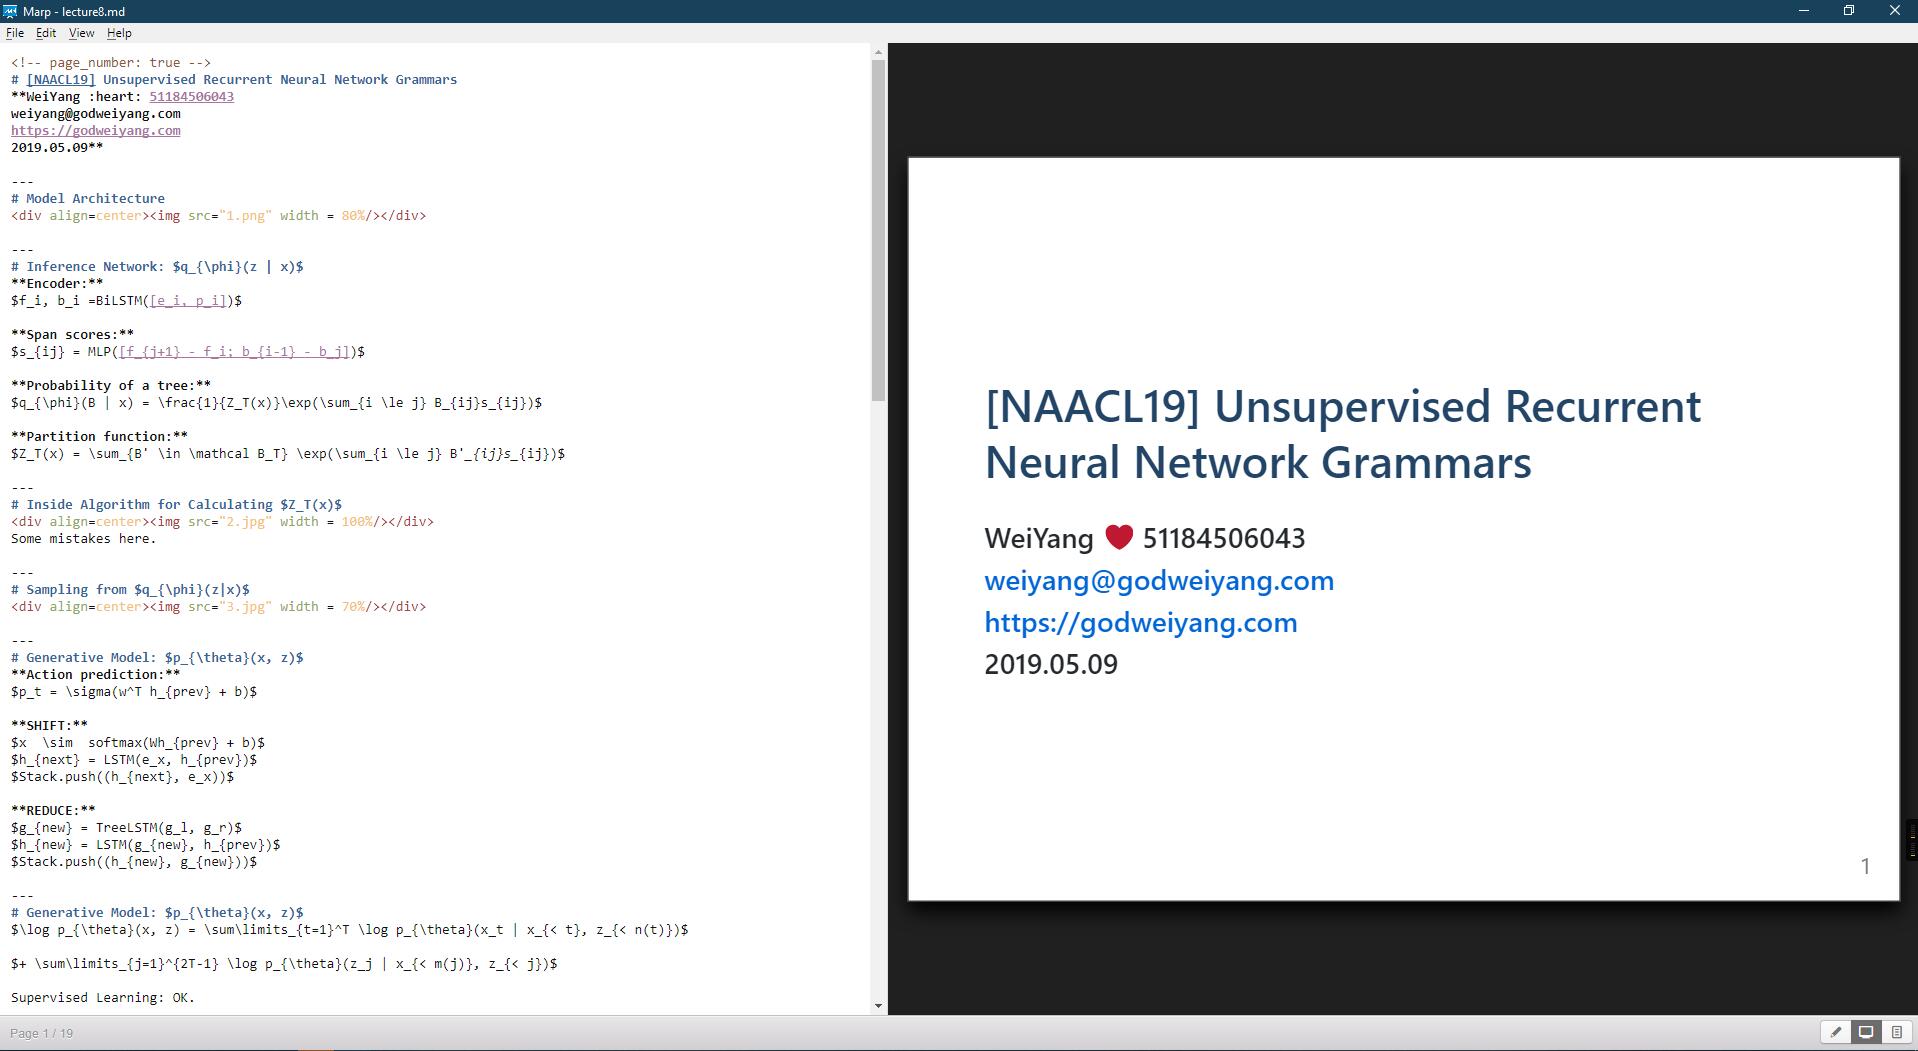 Marp - lecture8.md
File Edit View Help
<!-- page_number: true -->
# [NAACL19] Unsupervised Recurrent Neural Network Grammars
**WeiYang :heart: 51184506043
weiyang@godweiyang.com
https://godweiyang.com
2019.05.09**
---
# Model Architecture
<div align=center><img src="1.png" width = 80%/></div>
---
# Inference Network: $q_{\phi}(z | x)$
**Encoder:**
$f_i, b_i =BiLSTM([e_i, p_i])$
**Span scores:**
$s_{ij} = MLP([f_{j+1} - f_i; b_{i-1} - b_j])$
**Probability of a tree:**
$q_{\phi}(B | x) = \frac{1}{Z_T(x)}\exp(\sum_{i \le j} B_{ij}s_{ij})$
**Partition function:**
$Z_T(x) = \sum_{B' \in \mathcal B_T} \exp(\sum_{i \le j} B'_{ij}s_{ij})$
---
# Inside Algorithm for Calculating $Z_T(x)$
<div align=center><img src="2.jpg" width = 100%/></div>
Some mistakes here.
---
# Sampling from $q_{\phi}(z|x)$
<div align=center><img src="3.jpg" width = 70%/></div>
---
# Generative Model: $p_{\theta}(x, z)$
**Action prediction:**
$p_t = \sigma(w^T h_{prev} + b)$
**SHIFT:**
$x  \sim  softmax(Wh_{prev} + b)$
$h_{next} = LSTM(e_x, h_{prev})$
$Stack.push((h_{next}, e_x))$
**REDUCE:**
$g_{new} = TreeLSTM(g_l, g_r)$
$h_{new} = LSTM(g_{new}, h_{prev})$
$Stack.push((h_{new}, g_{new}))$
---
# Generative Model: $p_{\theta}(x, z)$
$\log p_{\theta}(x, z) = \sum\limits_{t=1}^T \log p_{\theta}(x_t | x_{< t}, z_{< n(t)})$
$+ \sum\limits_{j=1}^{2T-1} \log p_{\theta}(z_j | x_{< m(j)}, z_{< j})$
Supervised Learning: OK.
[NAACL19] Unsupervised Recurrent
Neural Network Grammars
WeiYang ❤ 51184506043
weiyang@godweiyang.com
https://godweiyang.com
2019.05.09
1
Page 1 / 19